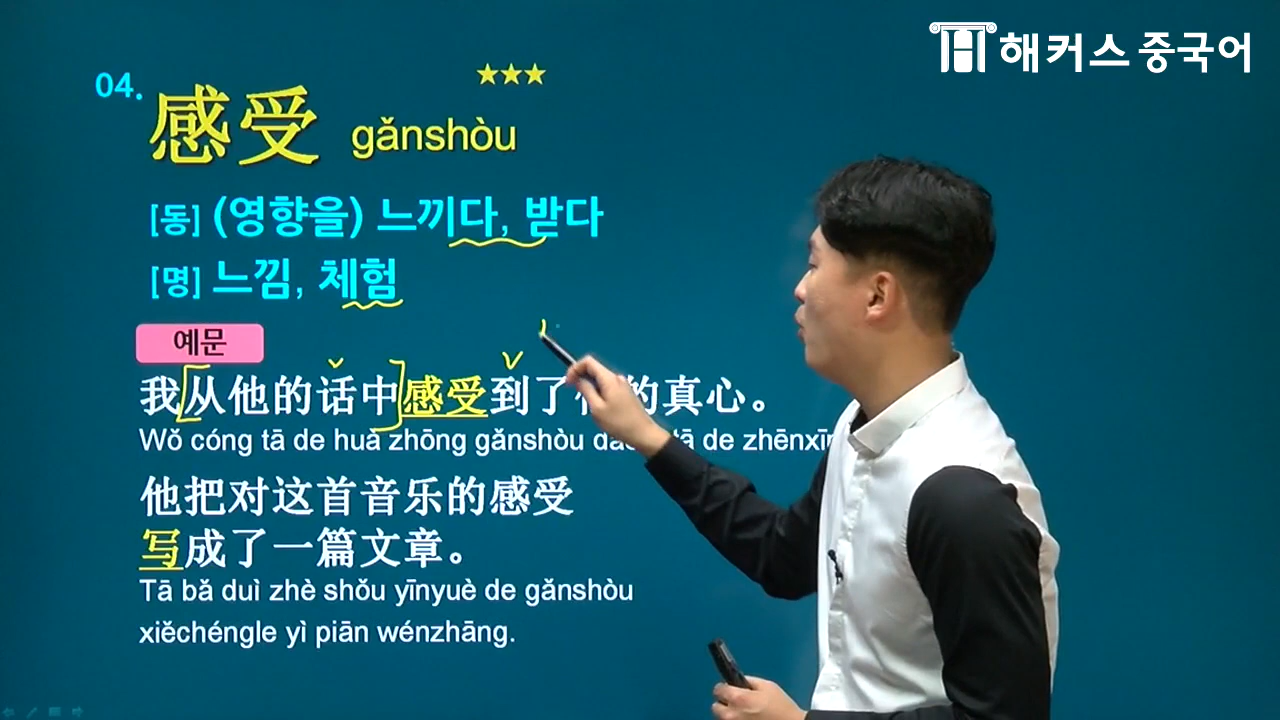 해커스 중국어
04. 感受 gǎnshòu
[동] (영향을) 느끼다, 받다
[명] 느낌, 체험
예문
我从他的话中感受到了 的真心。
Wǒ cóng tā de huà zhōng gǎnshòu tā de
他把对这首音乐的感受
写成了一篇文章。
Tā bǎ duì zhè shǒu yīnyuè de gǎnshòu
xiěchéngle yì piān wénzhāng.